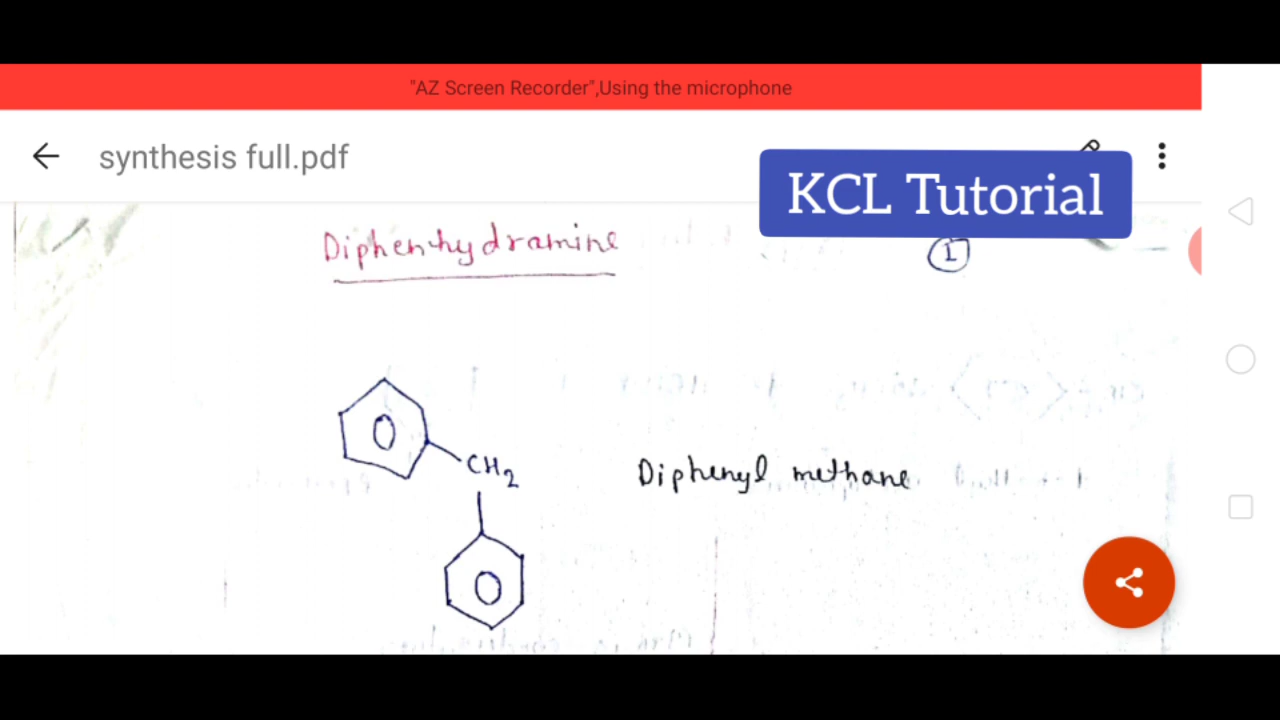 "AZ Screen Recorder",Using the microphone
synthesis full.pdf
KCL Tutorial
Diphenhydramine
1
CH2
Diphenyl methane